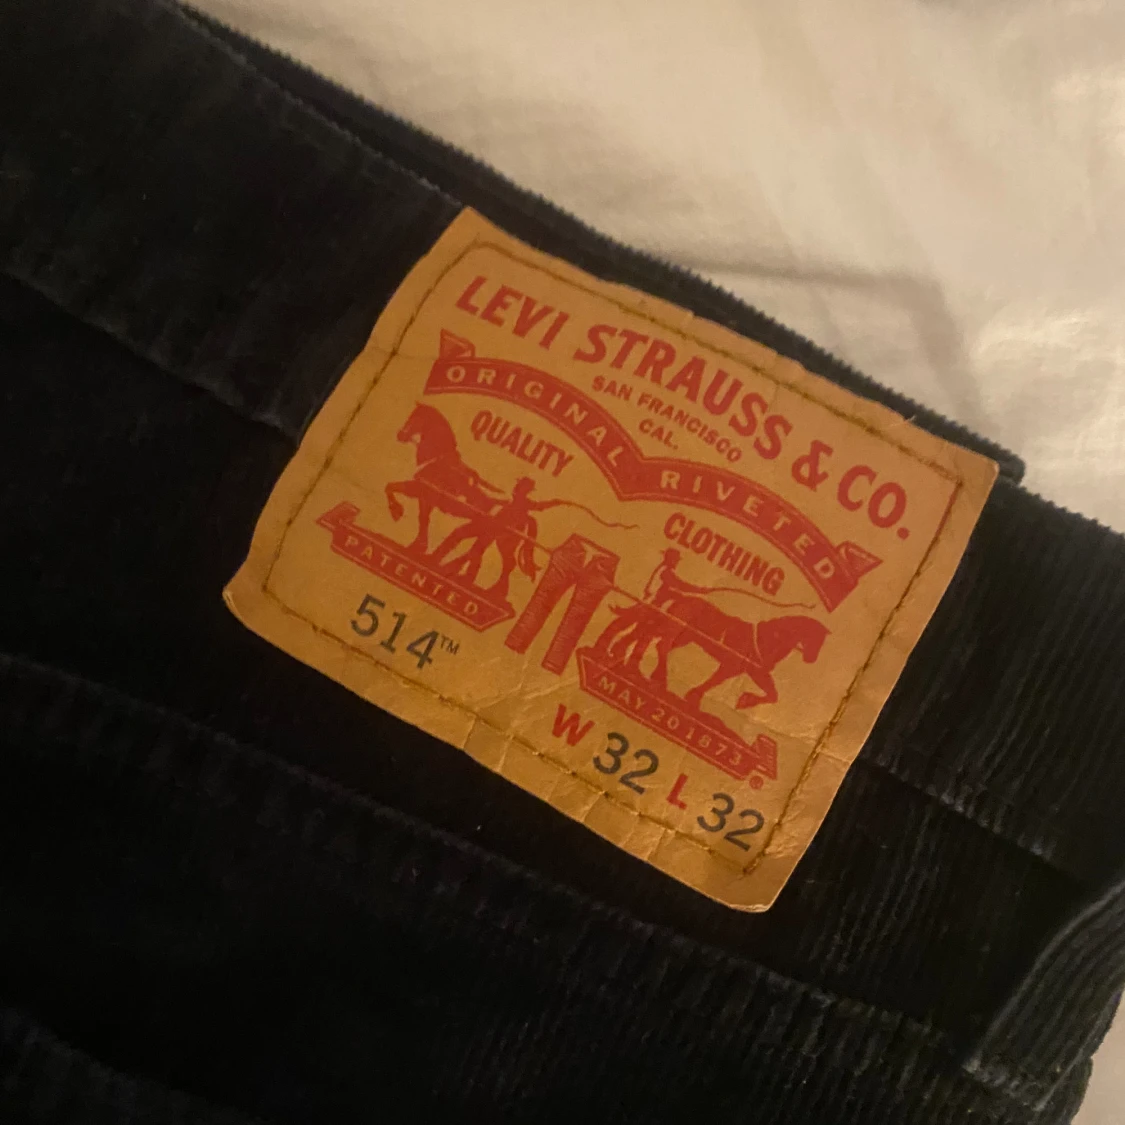 LEVI STRAUSS & CO.
SAN FRANCISCO
CAL.
ORIGINAL RIVETED
QUALITY CLOTHING
PATENTED
MAY 20 1873
514™
®
W 32 L 32